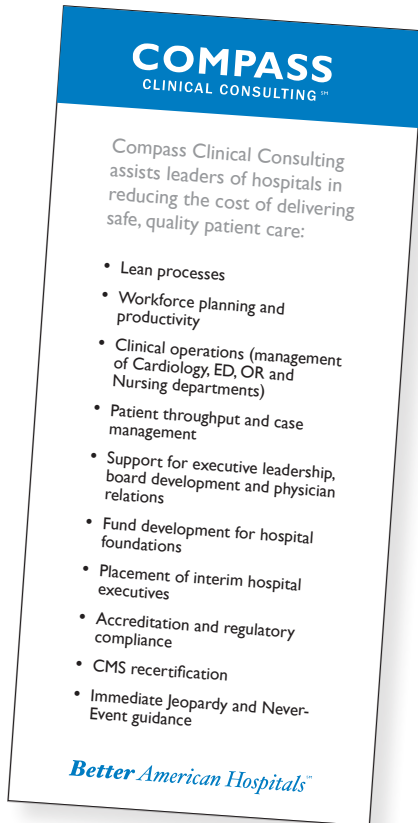 COMPASS
CLINICAL CONSULTING℠
Compass Clinical Consulting
assists leaders of hospitals in
reducing the cost of delivering
safe, quality patient care:
• Lean processes
• Workforce planning and
productivity
• Clinical operations (management
of Cardiology, ED, OR and
Nursing departments)
• Patient throughput and case
management
• Support for executive leadership,
board development and physician
relations
• Fund development for hospital
foundations
• Placement of interim hospital
executives
• Accreditation and regulatory
compliance
• CMS recertification
• Immediate Jeopardy and Never-
Event guidance
Better American Hospitals℠